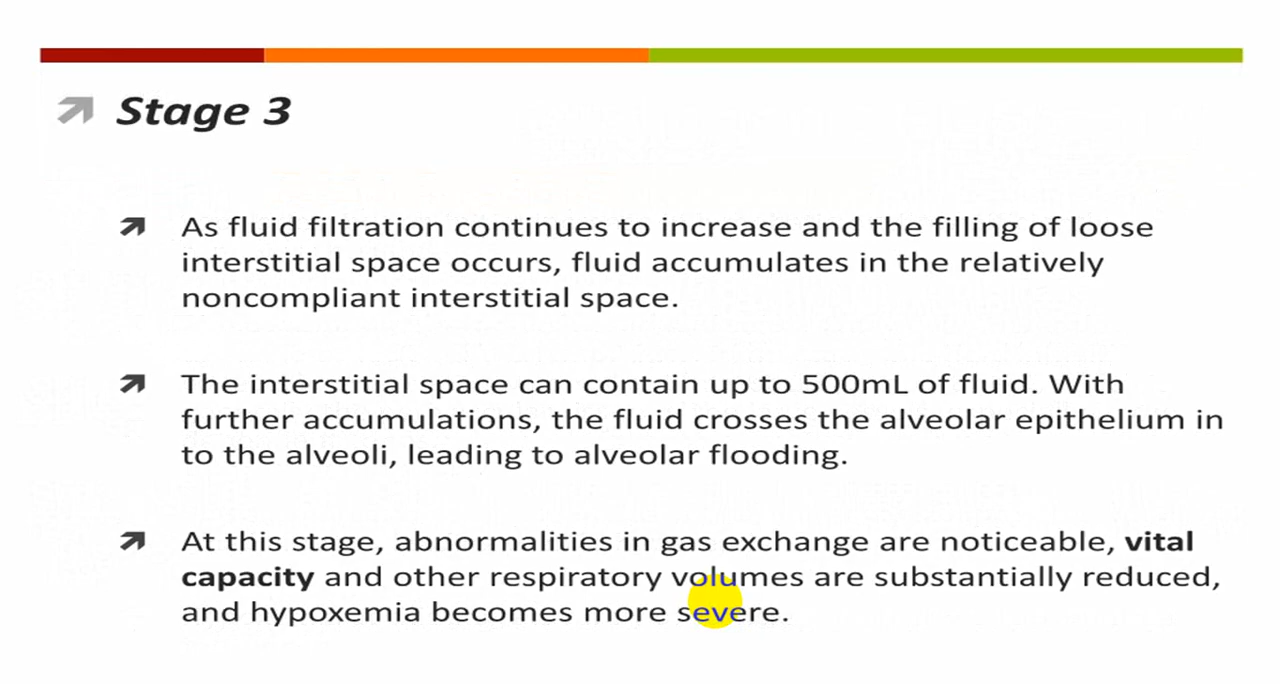 Stage 3
As fluid filtration continues to increase and the filling of loose
interstitial space occurs, fluid accumulates in the relatively
noncompliant interstitial space.
The interstitial space can contain up to 500mL of fluid. With
further accumulations, the fluid crosses the alveolar epithelium in
to the alveoli, leading to alveolar flooding.
At this stage, abnormalities in gas exchange are noticeable, vital
capacity and other respiratory volumes are substantially reduced,
and hypoxemia becomes more severe.